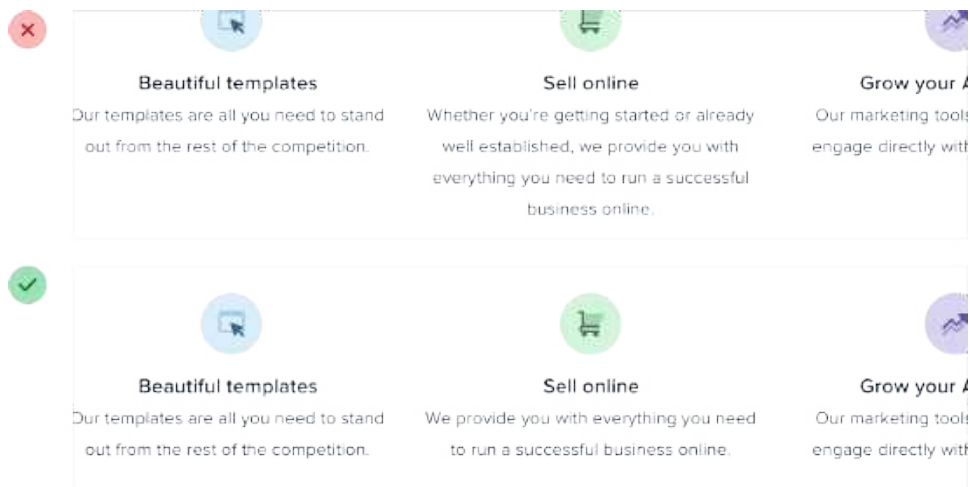 Beautiful templates
Our templates are all you need to stand
out from the rest of the competition.
Sell online
Whether you're getting started or already
well established, we provide you with
everything you need to run a successful
business online.
Grow your
Our marketing tools
engage directly with
Beautiful templates
Our templates are all you need to stand
out from the rest of the competition.
Sell online
We provide you with everything you need
to run a successful business online.
Grow your
Our marketing tools
engage directly with